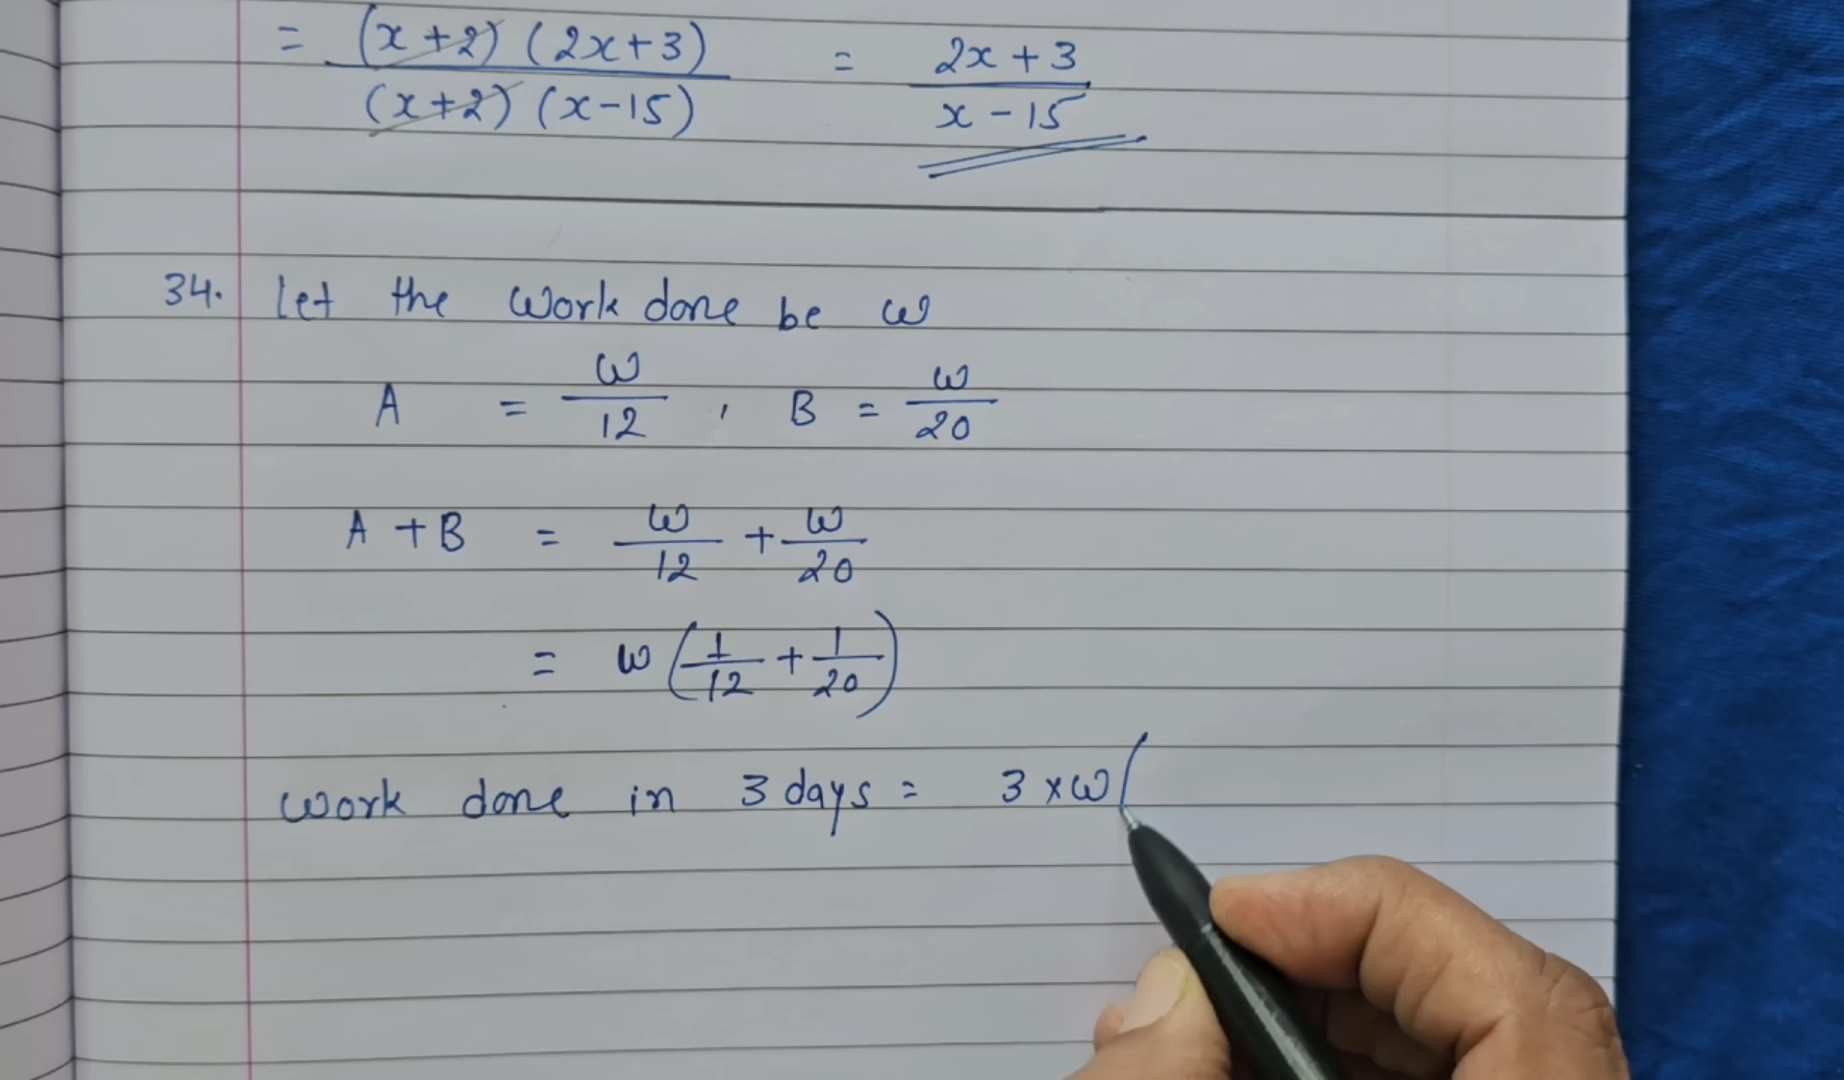 = (x+2)(2x+3) / (x+2)(x-15) = 2x+3 / x-15
34. Let the Work done be w
A = w/12 , B = w/20
A + B = w/12 + w/20
= w(1/12 + 1/20)
work done in 3 days = 3 × w(